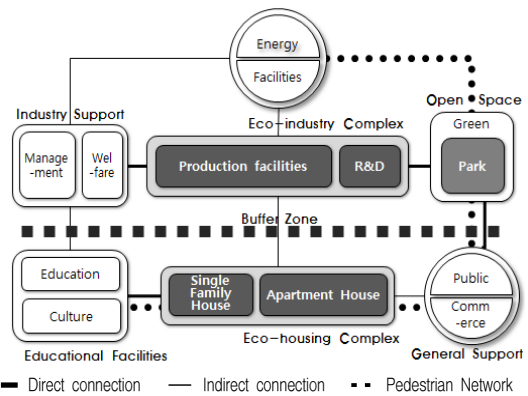 Energy
Facilities
Industry Support
Eco-industry Complex
Open Space
Manage
-ment
Wel
-fare
Production facilities
R&D
Green
Park
Buffer Zone
Education
Culture
Single
Family
House
Apartment House
Public
Comm
-erce
Educational Facilities
Eco-housing Complex
General Support
Direct connection
Indirect connection
Pedestrian Network